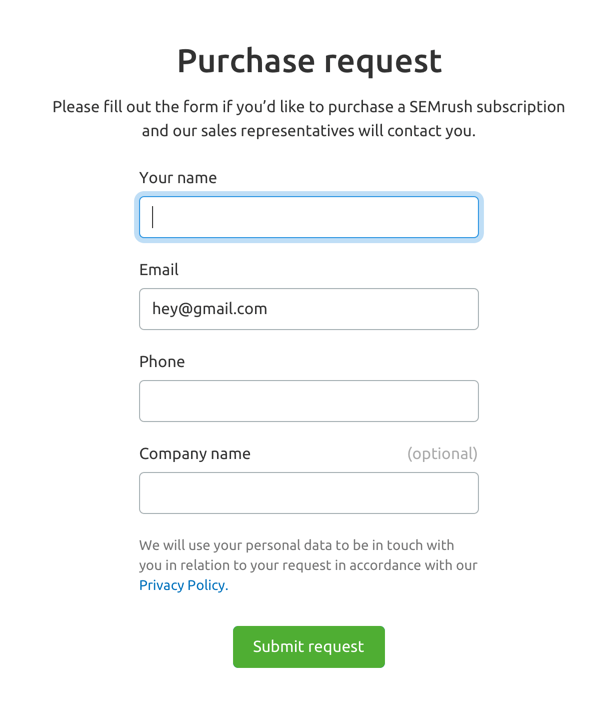 Purchase request
Please fill out the form if you’d like to purchase a SEMrush subscription
and our sales representatives will contact you.
Your name
Email
hey@gmail.com
Phone
Company name (optional)
We will use your personal data to be in touch with
you in relation to your request in accordance with our
Privacy Policy.
Submit request